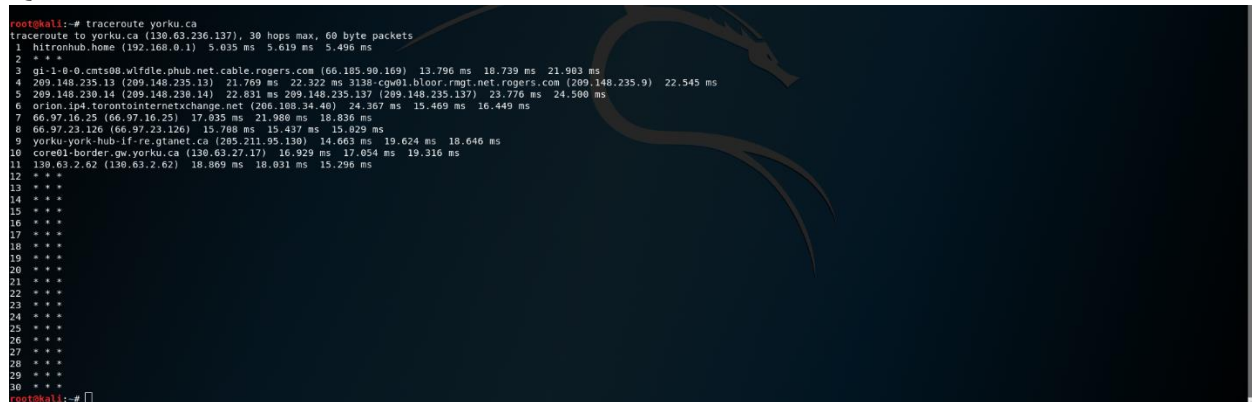 root@kali:~# traceroute yorku.ca
traceroute to yorku.ca (130.63.236.137), 30 hops max, 60 byte packets
 1  hitronhub.home (192.168.0.1)  5.035 ms  5.619 ms  5.496 ms
 2  * * *
 3  gi-1-0-0.cmts08.wlfdle.phub.net.cable.rogers.com (66.185.90.169)  13.796 ms  18.739 ms  21.903 ms
 4  209.148.235.13 (209.148.235.13)  21.769 ms  22.322 ms 3138-cgw01.bloor.rmgt.net.rogers.com (209.148.235.9)  22.545 ms
 5  209.148.230.14 (209.148.230.14)  22.831 ms 209.148.235.137 (209.148.235.137)  23.776 ms  24.500 ms
 6  orion.ip4.torontointernetxchange.net (206.108.34.40)  24.367 ms  15.469 ms  16.449 ms
 7  66.97.16.25 (66.97.16.25)  17.035 ms  21.980 ms  18.836 ms
 8  66.97.23.126 (66.97.23.126)  15.708 ms  15.437 ms  15.029 ms
 9  yorku-york-hub-if-re.gtanet.ca (205.211.95.130)  14.663 ms  19.624 ms  18.646 ms
10  core01-border.gw.yorku.ca (130.63.27.17)  16.929 ms  17.054 ms  19.316 ms
11  130.63.2.62 (130.63.2.62)  18.869 ms  18.031 ms  15.296 ms
12  * * *
13  * * *
14  * * *
15  * * *
16  * * *
17  * * *
18  * * *
19  * * *
20  * * *
21  * * *
22  * * *
23  * * *
24  * * *
25  * * *
26  * * *
27  * * *
28  * * *
29  * * *
30  * * *
root@kali:~#